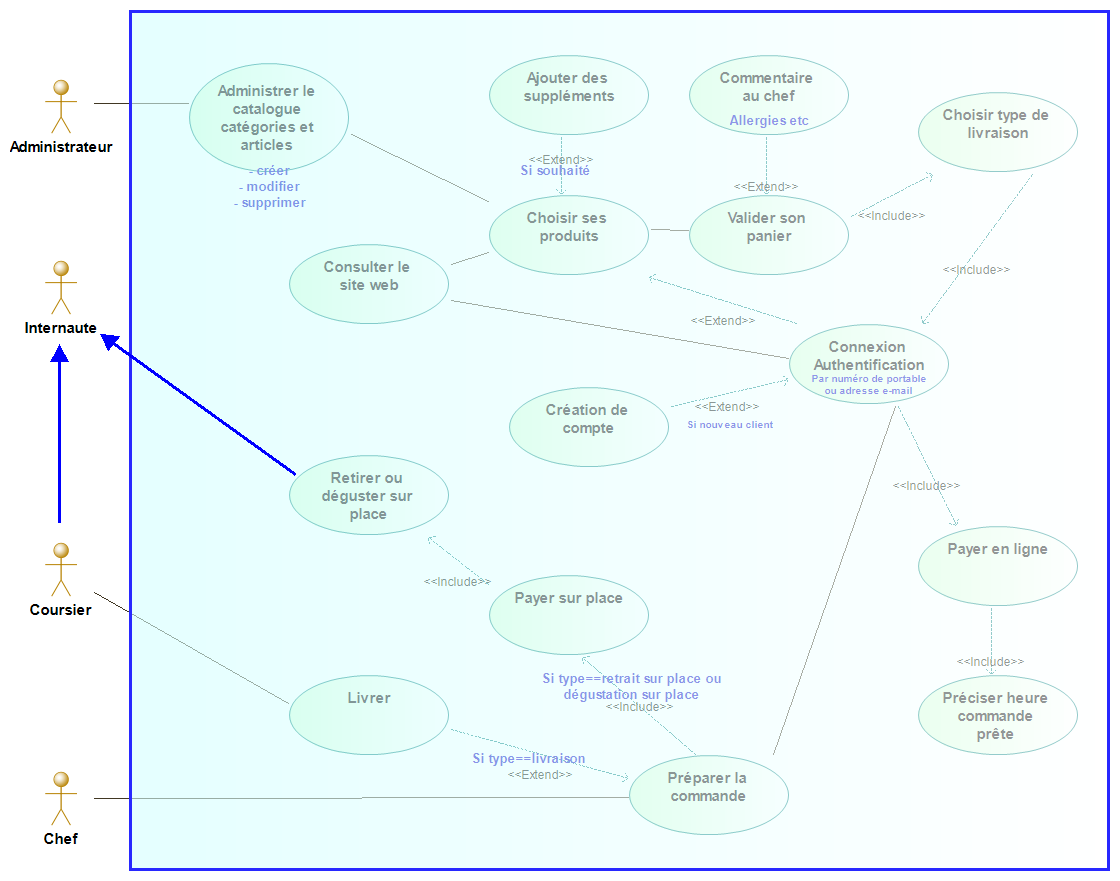 Administrateur
Administrer le
catalogue
catégories et
articles
- créer
- modifier
- supprimer
Ajouter des
suppléments
<<Extend>>
Si souhaité
Commentaire
au chef
Allergies etc
<<Extend>>
Choisir type de
livraison
Choisir ses
produits
Valider son
panier
<<Include>>
Consulter le
site web
<<Include>>
Internaute
<<Extend>>
Connexion
Authentification
Par numéro de portable
ou adresse e-mail
Création de
compte
<<Extend>>
Si nouveau client
Retirer ou
déguster sur
place
<<Include>>
Payer en ligne
<<Include>>
Coursier
Payer sur place
<<Include>>
Si type==retrait sur place ou
dégustation sur place
<<Include>>
Livrer
Préciser heure
commande
prête
Si type==livraison
<<Extend>>
Préparer la
commande
Chef